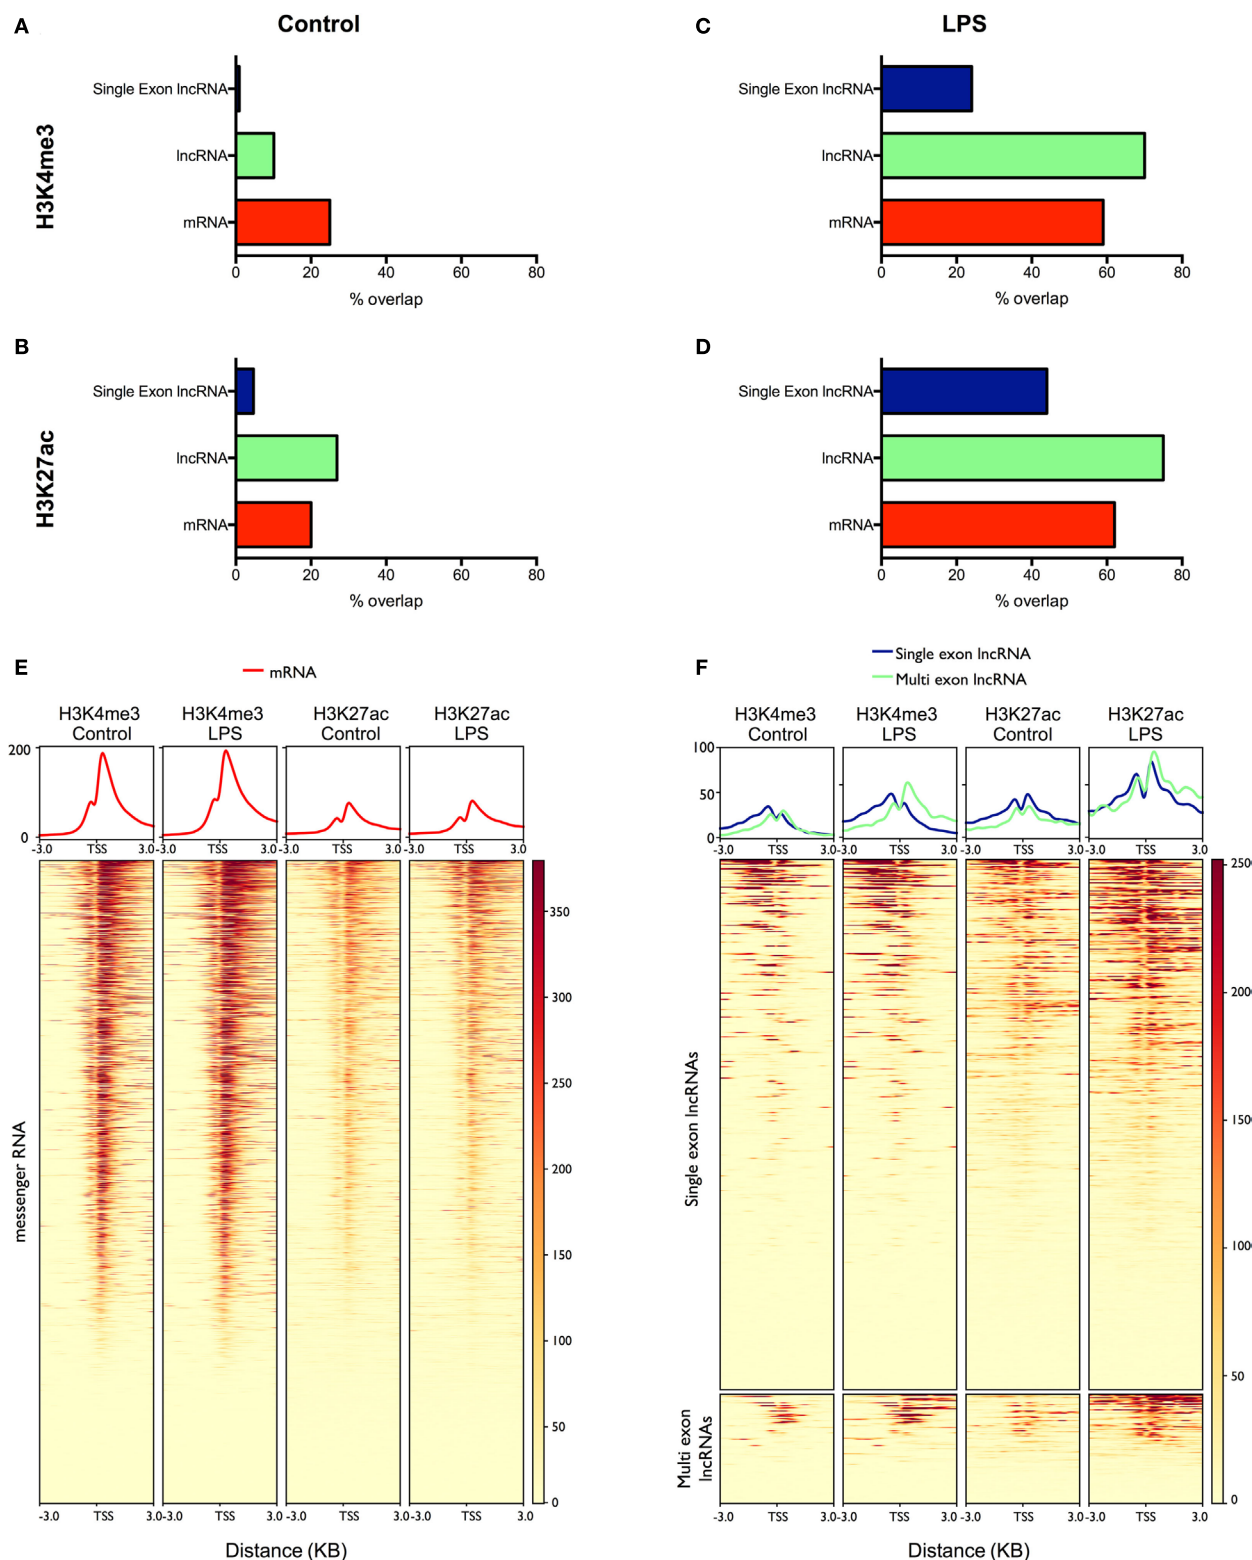 A
Control
C
LPS
H3K4me3
Single Exon lncRNA
lncRNA
mRNA
0 20 40 60 80
% overlap
Single Exon lncRNA
lncRNA
mRNA
0 20 40 60 80
% overlap
B
D
H3K27ac
Single Exon lncRNA
lncRNA
mRNA
0 20 40 60 80
% overlap
Single Exon lncRNA
lncRNA
mRNA
0 20 40 60 80
% overlap
E
mRNA
H3K4me3 Control
H3K4me3 LPS
H3K27ac Control
H3K27ac LPS
200
0
-3.0 TSS 3.0 -3.0 TSS 3.0 -3.0 TSS 3.0 -3.0 TSS 3.0
messenger RNA
350
300
250
200
150
100
50
0
-3.0 TSS 3.0 -3.0 TSS 3.0 -3.0 TSS 3.0 -3.0 TSS 3.0
Distance (KB)
F
Single exon lncRNA
Multi exon lncRNA
H3K4me3 Control
H3K4me3 LPS
H3K27ac Control
H3K27ac LPS
100
50
0
-3.0 TSS 3.0 -3.0 TSS 3.0 -3.0 TSS 3.0 -3.0 TSS 3.0
Single exon lncRNAs
Multi exon
lncRNAs
2500
2000
1500
1000
50
0
-3.0 TSS 3.0 -3.0 TSS 3.0 -3.0 TSS 3.0 -3.0 TSS 3.0
Distance (KB)